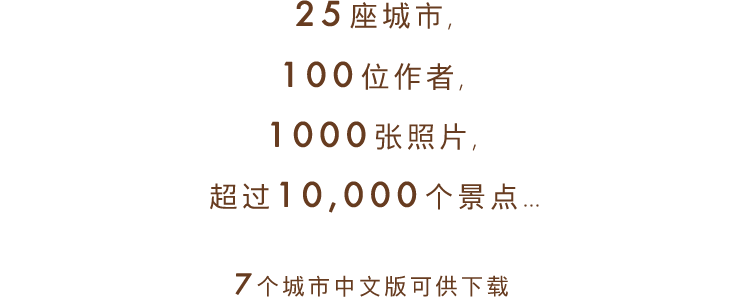 25座城市,
100位作者,
1000张照片,
超过10,000个景点...
7个城市中文版可供下载